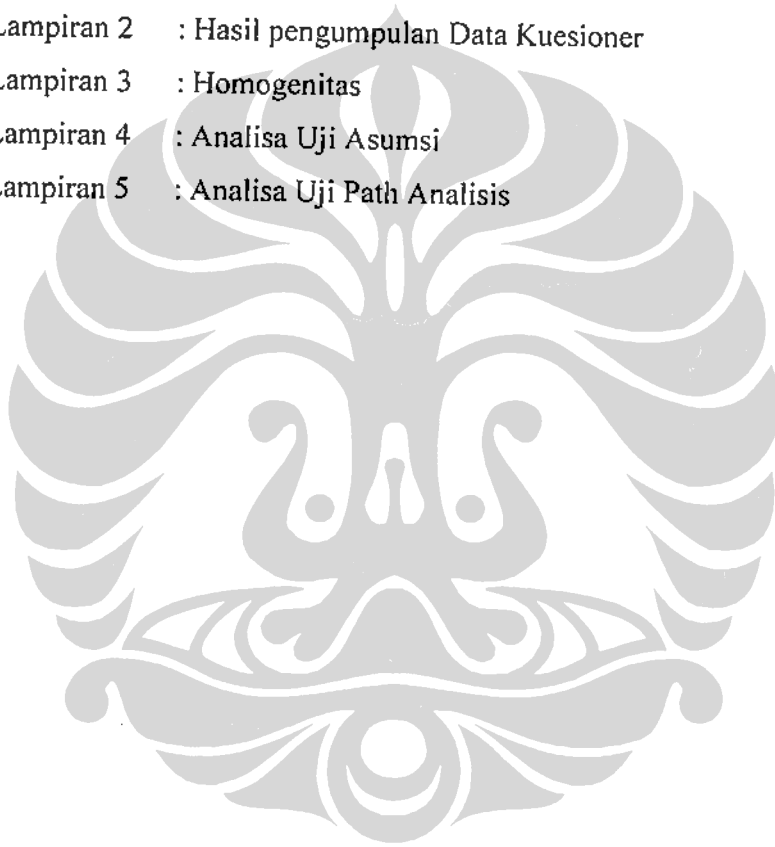 Lampiran 2 : Hasil pengumpulan Data Kuesioner
Lampiran 3 : Homogenitas
Lampiran 4 : Analisa Uji Asumsi
Lampiran 5 : Analisa Uji Path Analisis